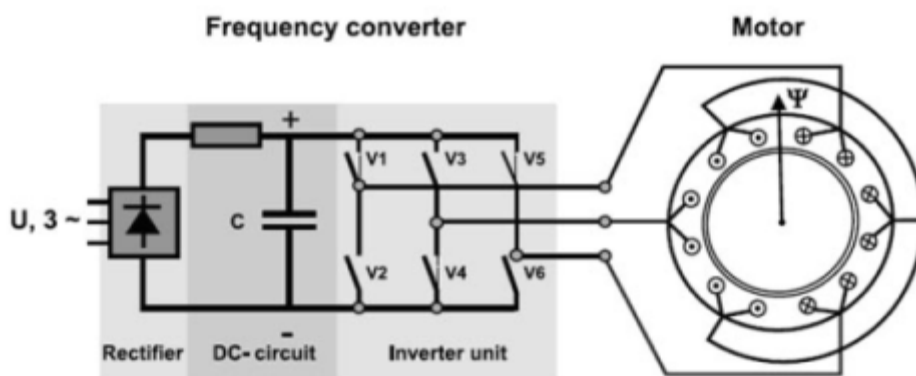 Frequency converter Motor
Ψ
+
V1 V3 V5
U, 3 ~
C
V2 V4 V6
-
Rectifier DC- circuit Inverter unit